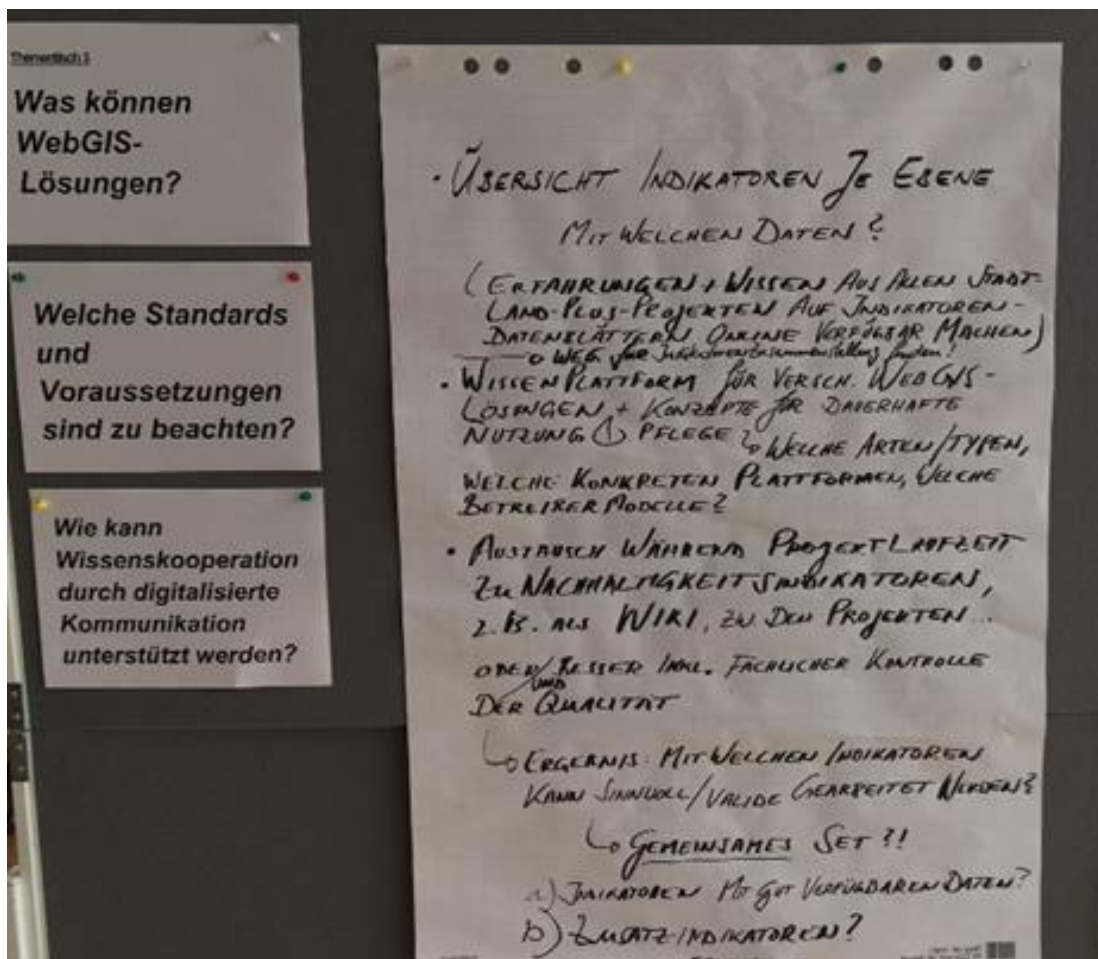 Thementisch 3
Was können
WebGIS-
Lösungen?
Welche Standards
und
Voraussetzungen
sind zu beachten?
Wie kann
Wissenskooperation
durch digitalisierte
Kommunikation
unterstützt werden?
• ÜBERSICHT INDIKATOREN JE EBENE
MIT WELCHEN DATEN?
(ERFAHRUNGEN + WISSEN AUS ALLEN STADT-
LAND-PLUS-PROJEKTEN AUF INDIKATOREN-
DATENBLÄTTERN ONLINE VERFÜGBAR MACHEN)
WEG für finden!
• WISSENPLATTFORM FÜR VERSCH. WEBGIS-
LÖSUNGEN + KONZEPTE FÜR DAUERHAFTE
NUTZUNG PFLEGE WELCHE ARTEN/TYPEN,
WELCHE KONKRETEN PLATTFORMEN, WELCHE
BETREIBER MODELLE?
• AUSTAUSCH WÄHREND PROJEKTLAUFZEIT
ZU NACHHALTIGKEITSINDIKATOREN,
Z.B. ALS WIKI, ZU DEN PROJEKTEN...
ODER/BESSER INKL. FACHLICHER KONTROLLE
UND
DER QUALITÄT
ERGEBNIS: MIT WELCHEN INDIKATOREN
KANN SINNVOLL/VALIDE GEARBEITET WERDEN?
GEMEINSAMES SET?!
a) INDIKATOREN MIT GUT VERFÜGBAREN DATEN?
b) ZUSATZ-INDIKATOREN?